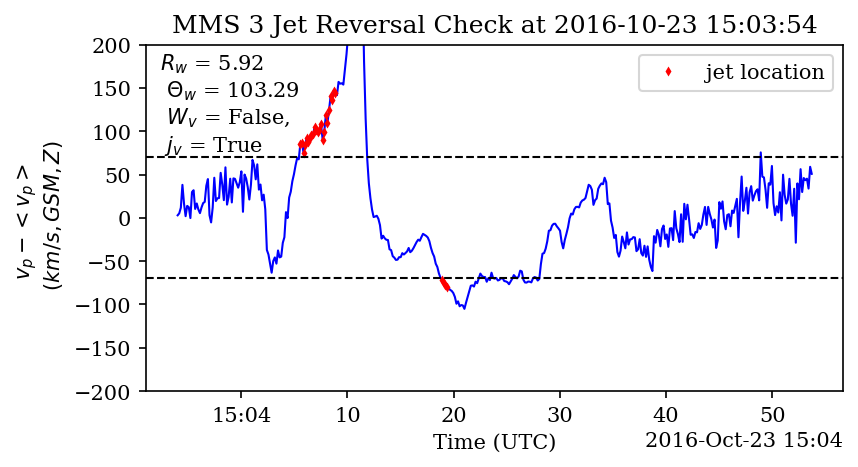 MMS 3 Jet Reversal Check at 2016-10-23 15:03:54
R_w = 5.92
Θ_w = 103.29
W_v = False,
j_v = True
jet location
v_p − < v_p >
(km/s, GSM, Z)
200
150
100
50
0
−50
−100
−150
−200
15:04 10 20 30 40 50
Time (UTC)
2016-Oct-23 15:04